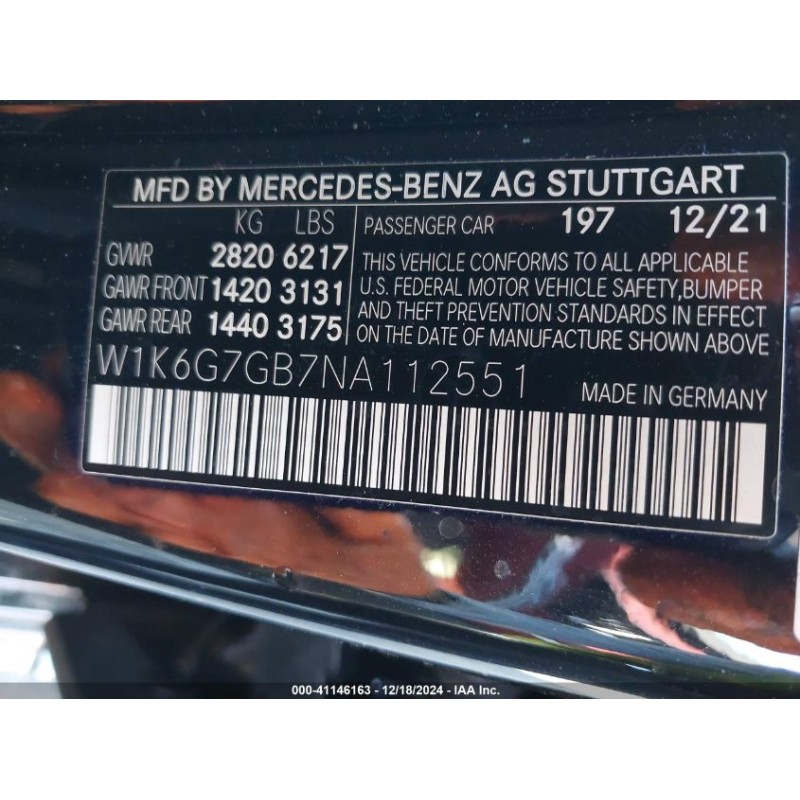 MFD BY MERCEDES-BENZ AG STUTTGART
KG LBS
GVWR 2820 6217
GAWR FRONT 1420 3131
GAWR REAR 1440 3175
PASSENGER CAR 197 12/21
THIS VEHICLE CONFORMS TO ALL APPLICABLE
U.S. FEDERAL MOTOR VEHICLE SAFETY,BUMPER
AND THEFT PREVENTION STANDARDS IN EFFECT
ON THE DATE OF MANUFACTURE SHOWN ABOVE
W1K6G7GB7NA112551
MADE IN GERMANY
000-41146163 - 12/18/2024 - IAA Inc.